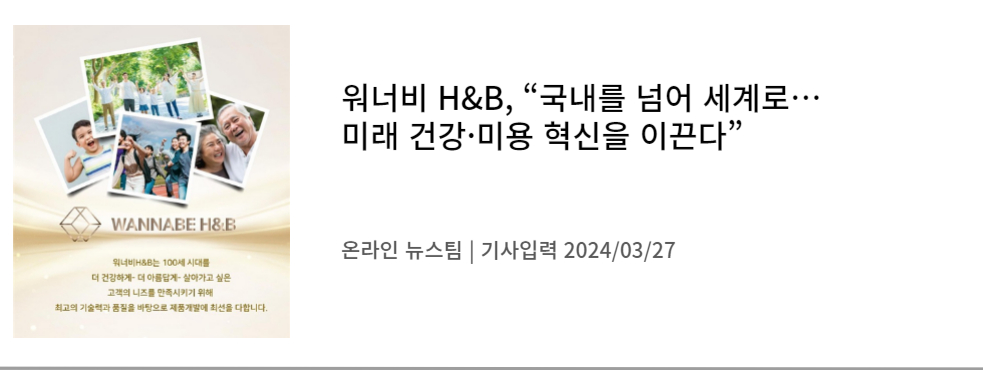 워너비 H&B, “국내를 넘어 세계로…
미래 건강·미용 혁신을 이끈다”
온라인 뉴스팀 | 기사입력 2024/03/27
WANNABE H&B
워너비H&B는 100세 시대를
더 건강하게- 더 아름답게- 살아가고 싶은
고객의 니즈를 만족시키기 위해
최고의 기술력과 품질을 바탕으로 제품개발에 최선을 다합니다.